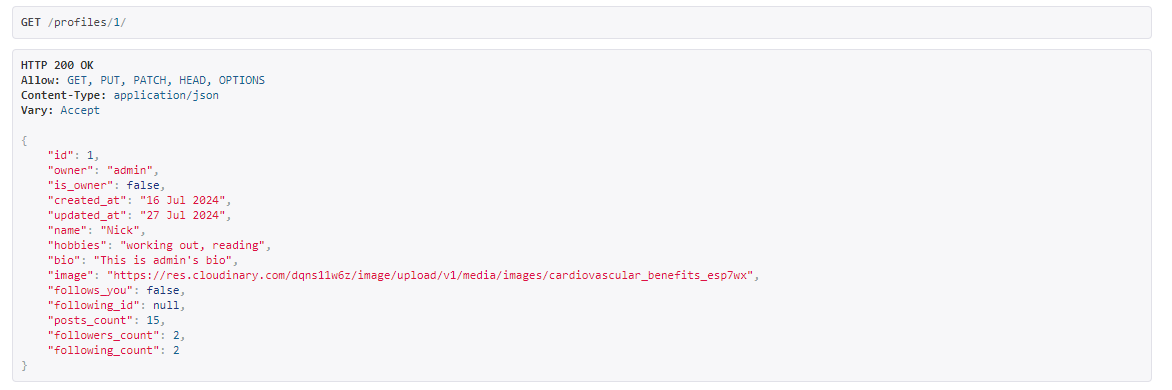 GET /profiles/1/
HTTP 200 OK
Allow: GET, PUT, PATCH, HEAD, OPTIONS
Content-Type: application/json
Vary: Accept
{
    "id": 1,
    "owner": "admin",
    "is_owner": false,
    "created_at": "16 Jul 2024",
    "updated_at": "27 Jul 2024",
    "name": "Nick",
    "hobbies": "working out, reading",
    "bio": "This is admin's bio",
    "image": "https://res.cloudinary.com/dqns11w6z/image/upload/v1/media/images/cardiovascular_benefits_esp7wx",
    "follows_you": false,
    "following_id": null,
    "posts_count": 15,
    "followers_count": 2,
    "following_count": 2
}